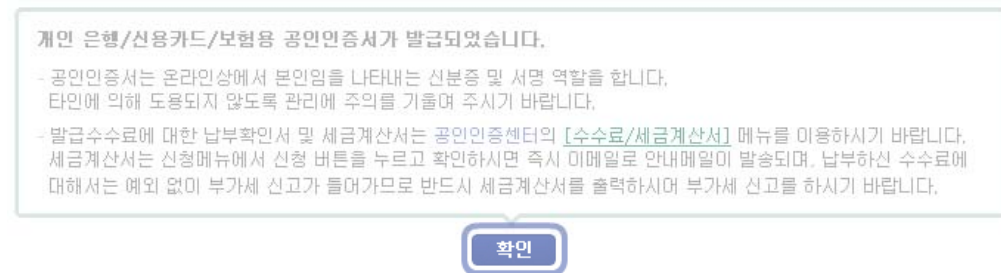 개인 은행/신용카드/보험용 공인인증서가 발급되었습니다.
- 공인인증서는 온라인상에서 본인임을 나타내는 신분증 및 서명 역할을 합니다.
타인에 의해 도용되지 않도록 관리에 주의를 기울여 주시기 바랍니다.
- 발급수수료에 대한 납부확인서 및 세금계산서는 공인인증센터의 [수수료/세금계산서] 메뉴를 이용하시기 바랍니다.
세금계산서는 신청메뉴에서 신청 버튼을 누르고 확인하시면 즉시 이메일로 안내메일이 발송되며, 납부하신 수수료에
대해서는 예외 없이 부가세 신고가 들어가므로 반드시 세금계산서를 출력하시어 부가세 신고를 하시기 바랍니다.
확인